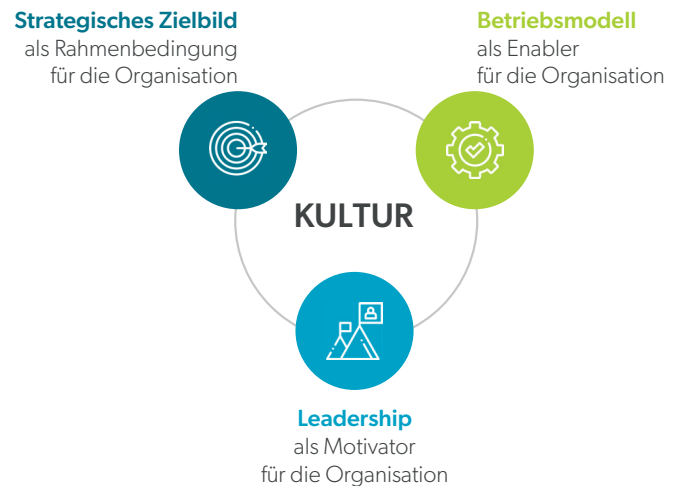 Strategisches Zielbild
als Rahmenbedingung
für die Organisation
Betriebsmodell
als Enabler
für die Organisation
KULTUR
Leadership
als Motivator
für die Organisation